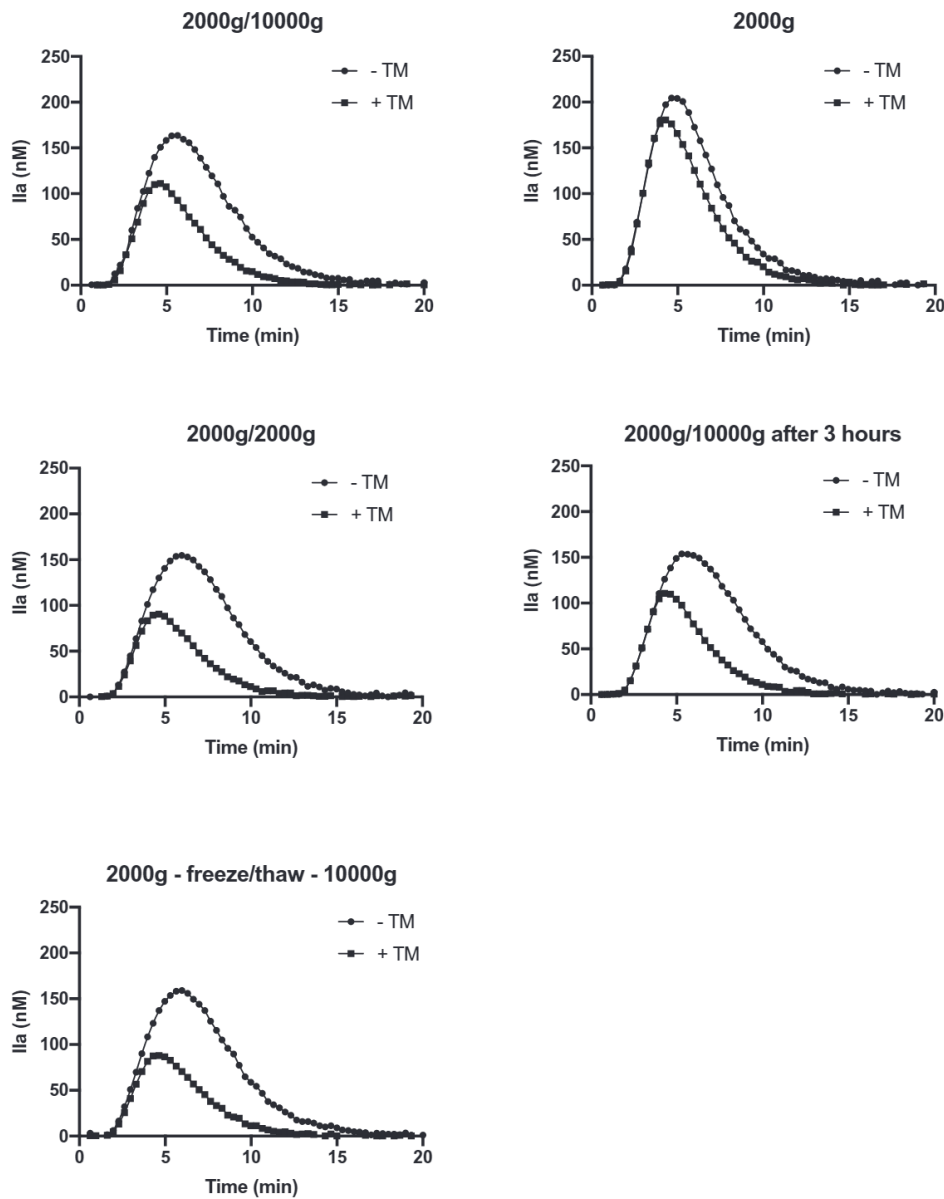 2000g/10000g
250
200
150
100
50
0
IIa (nM)
- TM
+ TM
0 5 10 15 20
Time (min)
2000g
250
200
150
100
50
0
IIa (nM)
- TM
+ TM
0 5 10 15 20
Time (min)
2000g/2000g
250
200
150
100
50
0
IIa (nM)
- TM
+ TM
0 5 10 15 20
Time (min)
2000g/10000g after 3 hours
250
200
150
100
50
0
IIa (nM)
- TM
+ TM
0 5 10 15 20
Time (min)
2000g - freeze/thaw - 10000g
250
200
150
100
50
0
IIa (nM)
- TM
+ TM
0 5 10 15 20
Time (min)